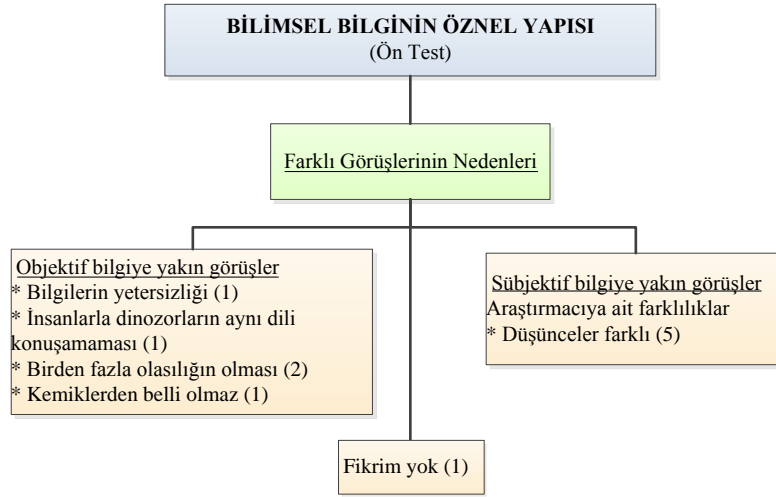 BİLİMSEL BİLGİNİN ÖZNEL YAPISI
(Ön Test)
Farklı Görüşlerinin Nedenleri
Objektif bilgiye yakın görüşler
* Bilgilerin yetersizliği (1)
* İnsanlarla dinozorların aynı dili
konuşamaması (1)
* Birden fazla olasılığın olması (2)
* Kemiklerden belli olmaz (1)
Sübjektif bilgiye yakın görüşler
Araştırmacıya ait farklılıklar
* Düşünceler farklı (5)
Fikrim yok (1)